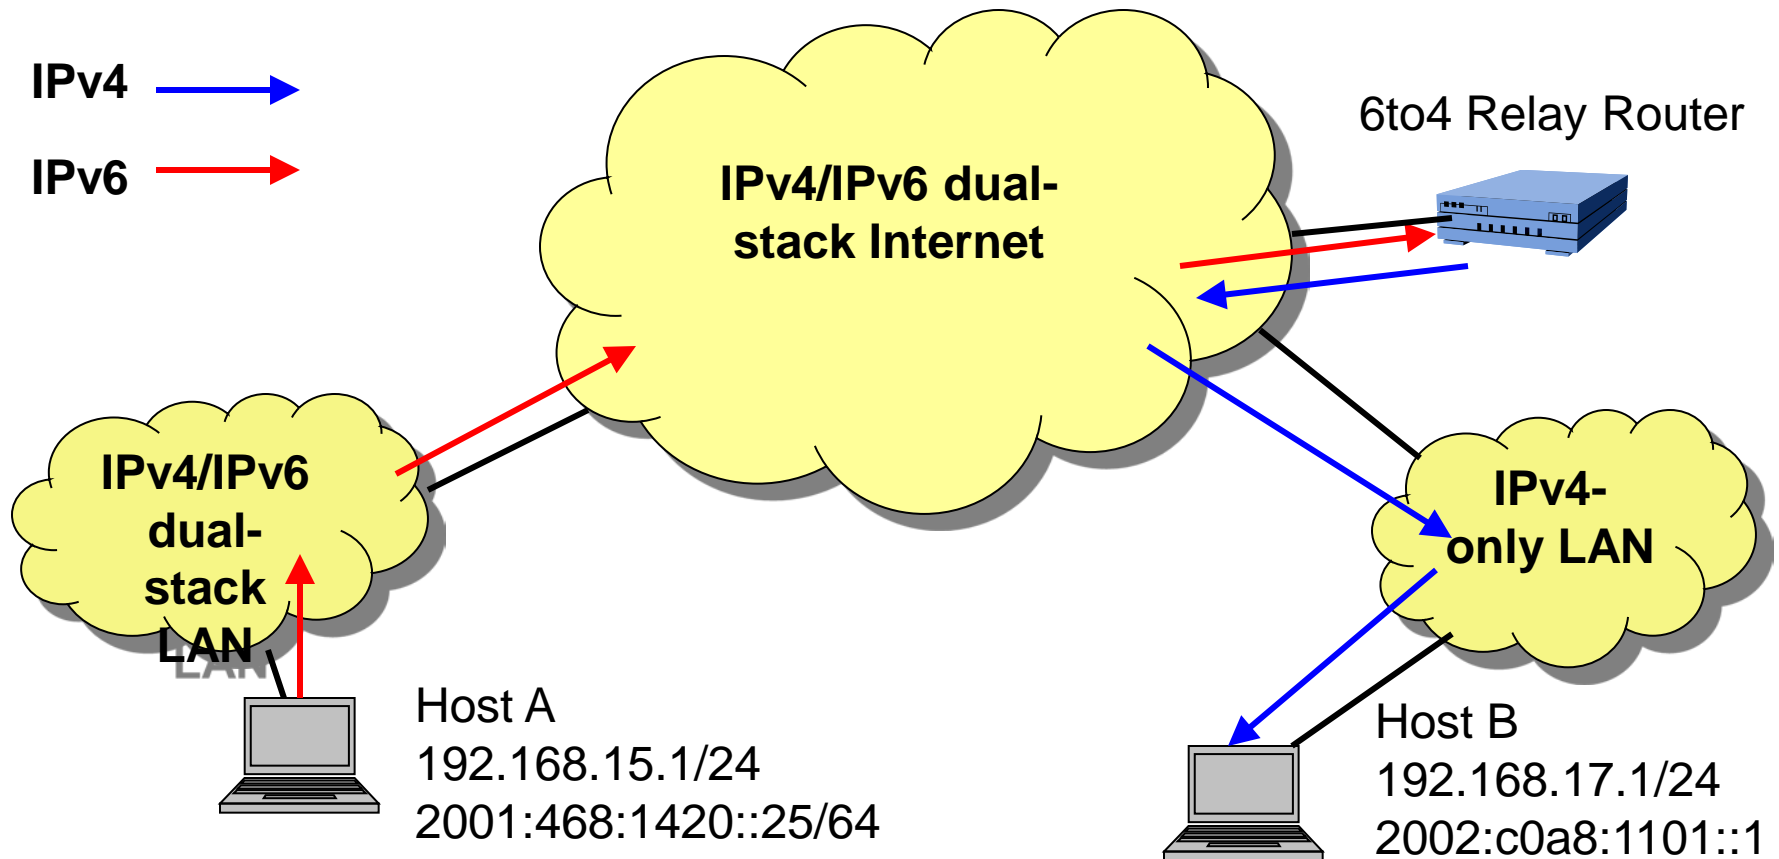 IPv4
IPv6
IPv4/IPv6 dual-
stack Internet
6to4 Relay Router
IPv4/IPv6
dual-
stack
LAN
IPv4-
only LAN
Host A
192.168.15.1/24
2001:468:1420::25/64
Host B
192.168.17.1/24
2002:c0a8:1101::1